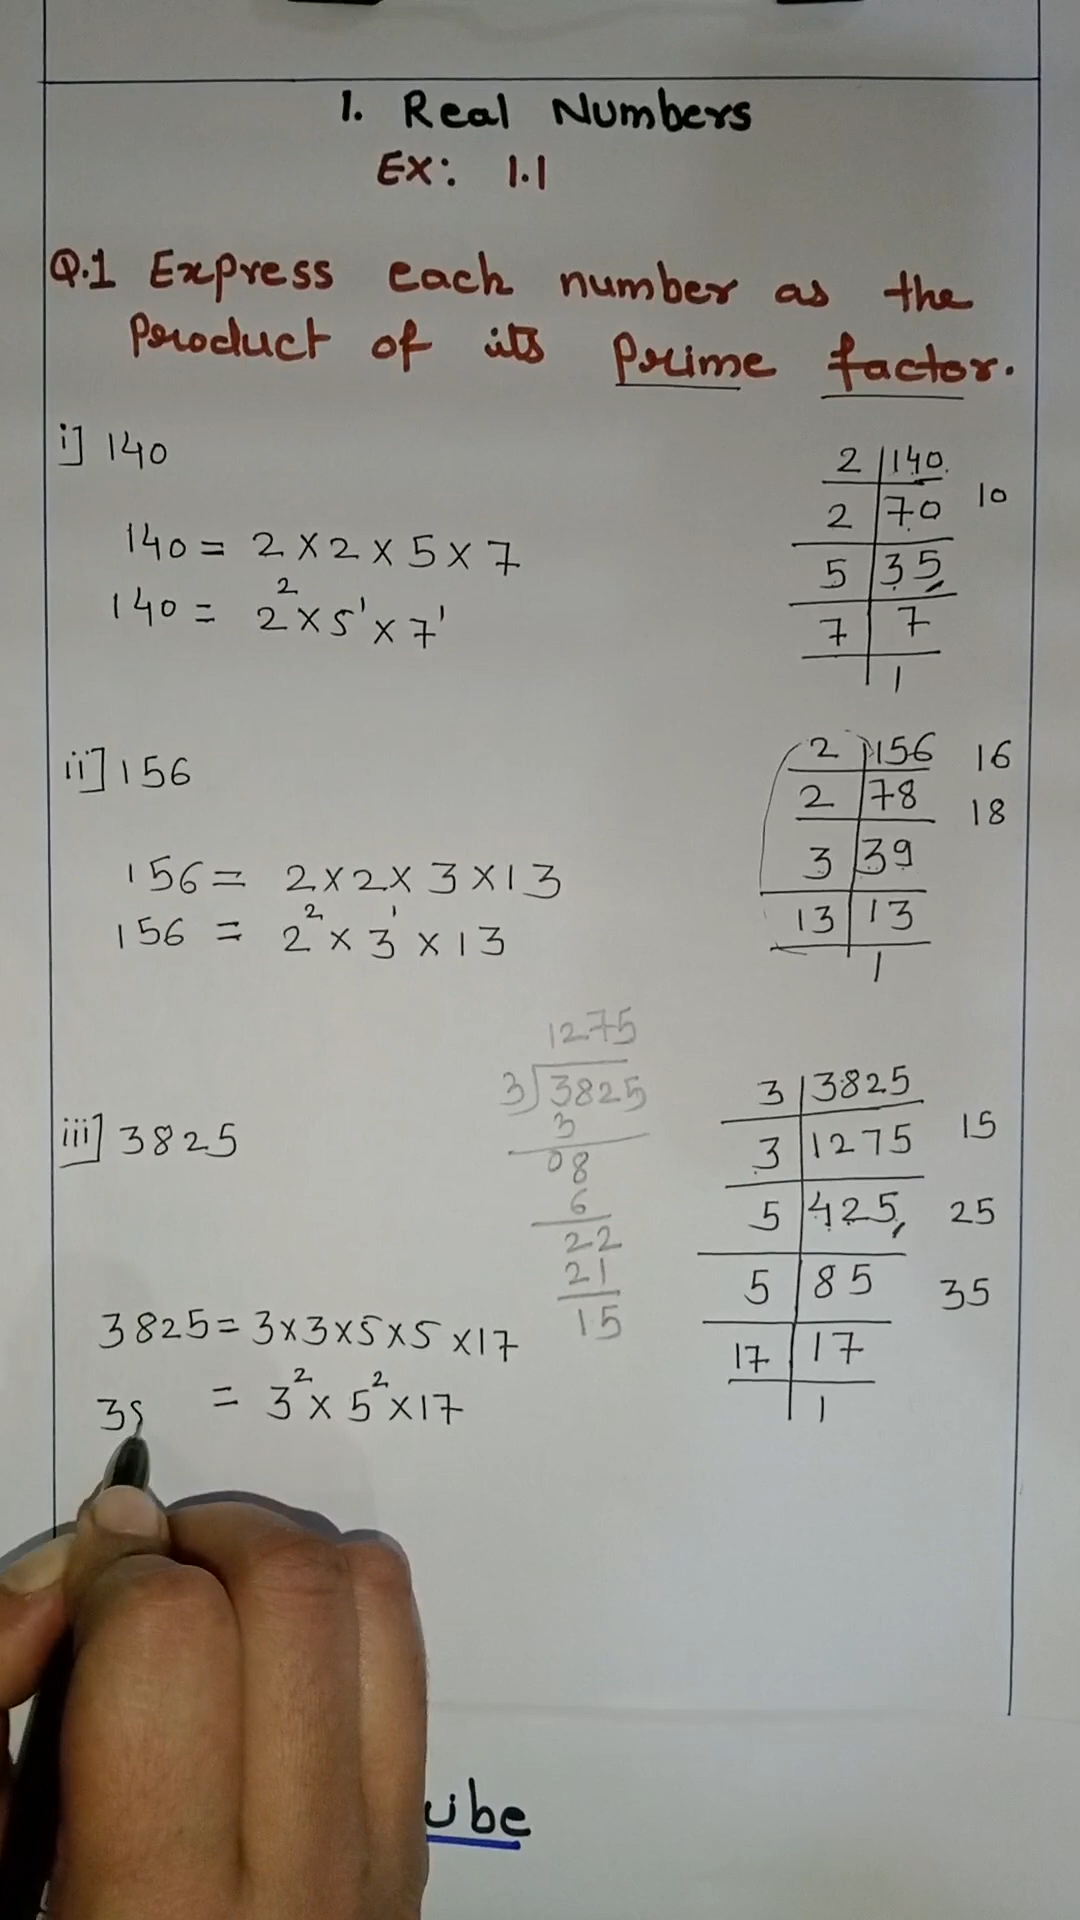 1. Real Numbers
EX: 1.1
Q.1 Express each number as the
Product of its Prime factor.
i] 140
140 = 2 × 2 × 5 × 7
140 = 2² × 5¹ × 7¹
2 | 140
2 | 70 10
5 | 35
7 | 7
1
ii] 156
156 = 2 × 2 × 3 × 13
156 = 2² × 3¹ × 13
2 | 156 16
2 | 78 18
3 | 39
13 | 13
1
iii] 3825
1275
3 ) 3825
3
08
6
22
21
15
3 | 3825
3 | 1275 15
5 | 425 25
5 | 85 35
17 | 17
1
3825 = 3 × 3 × 5 × 5 × 17
= 3² × 5² × 17
ube